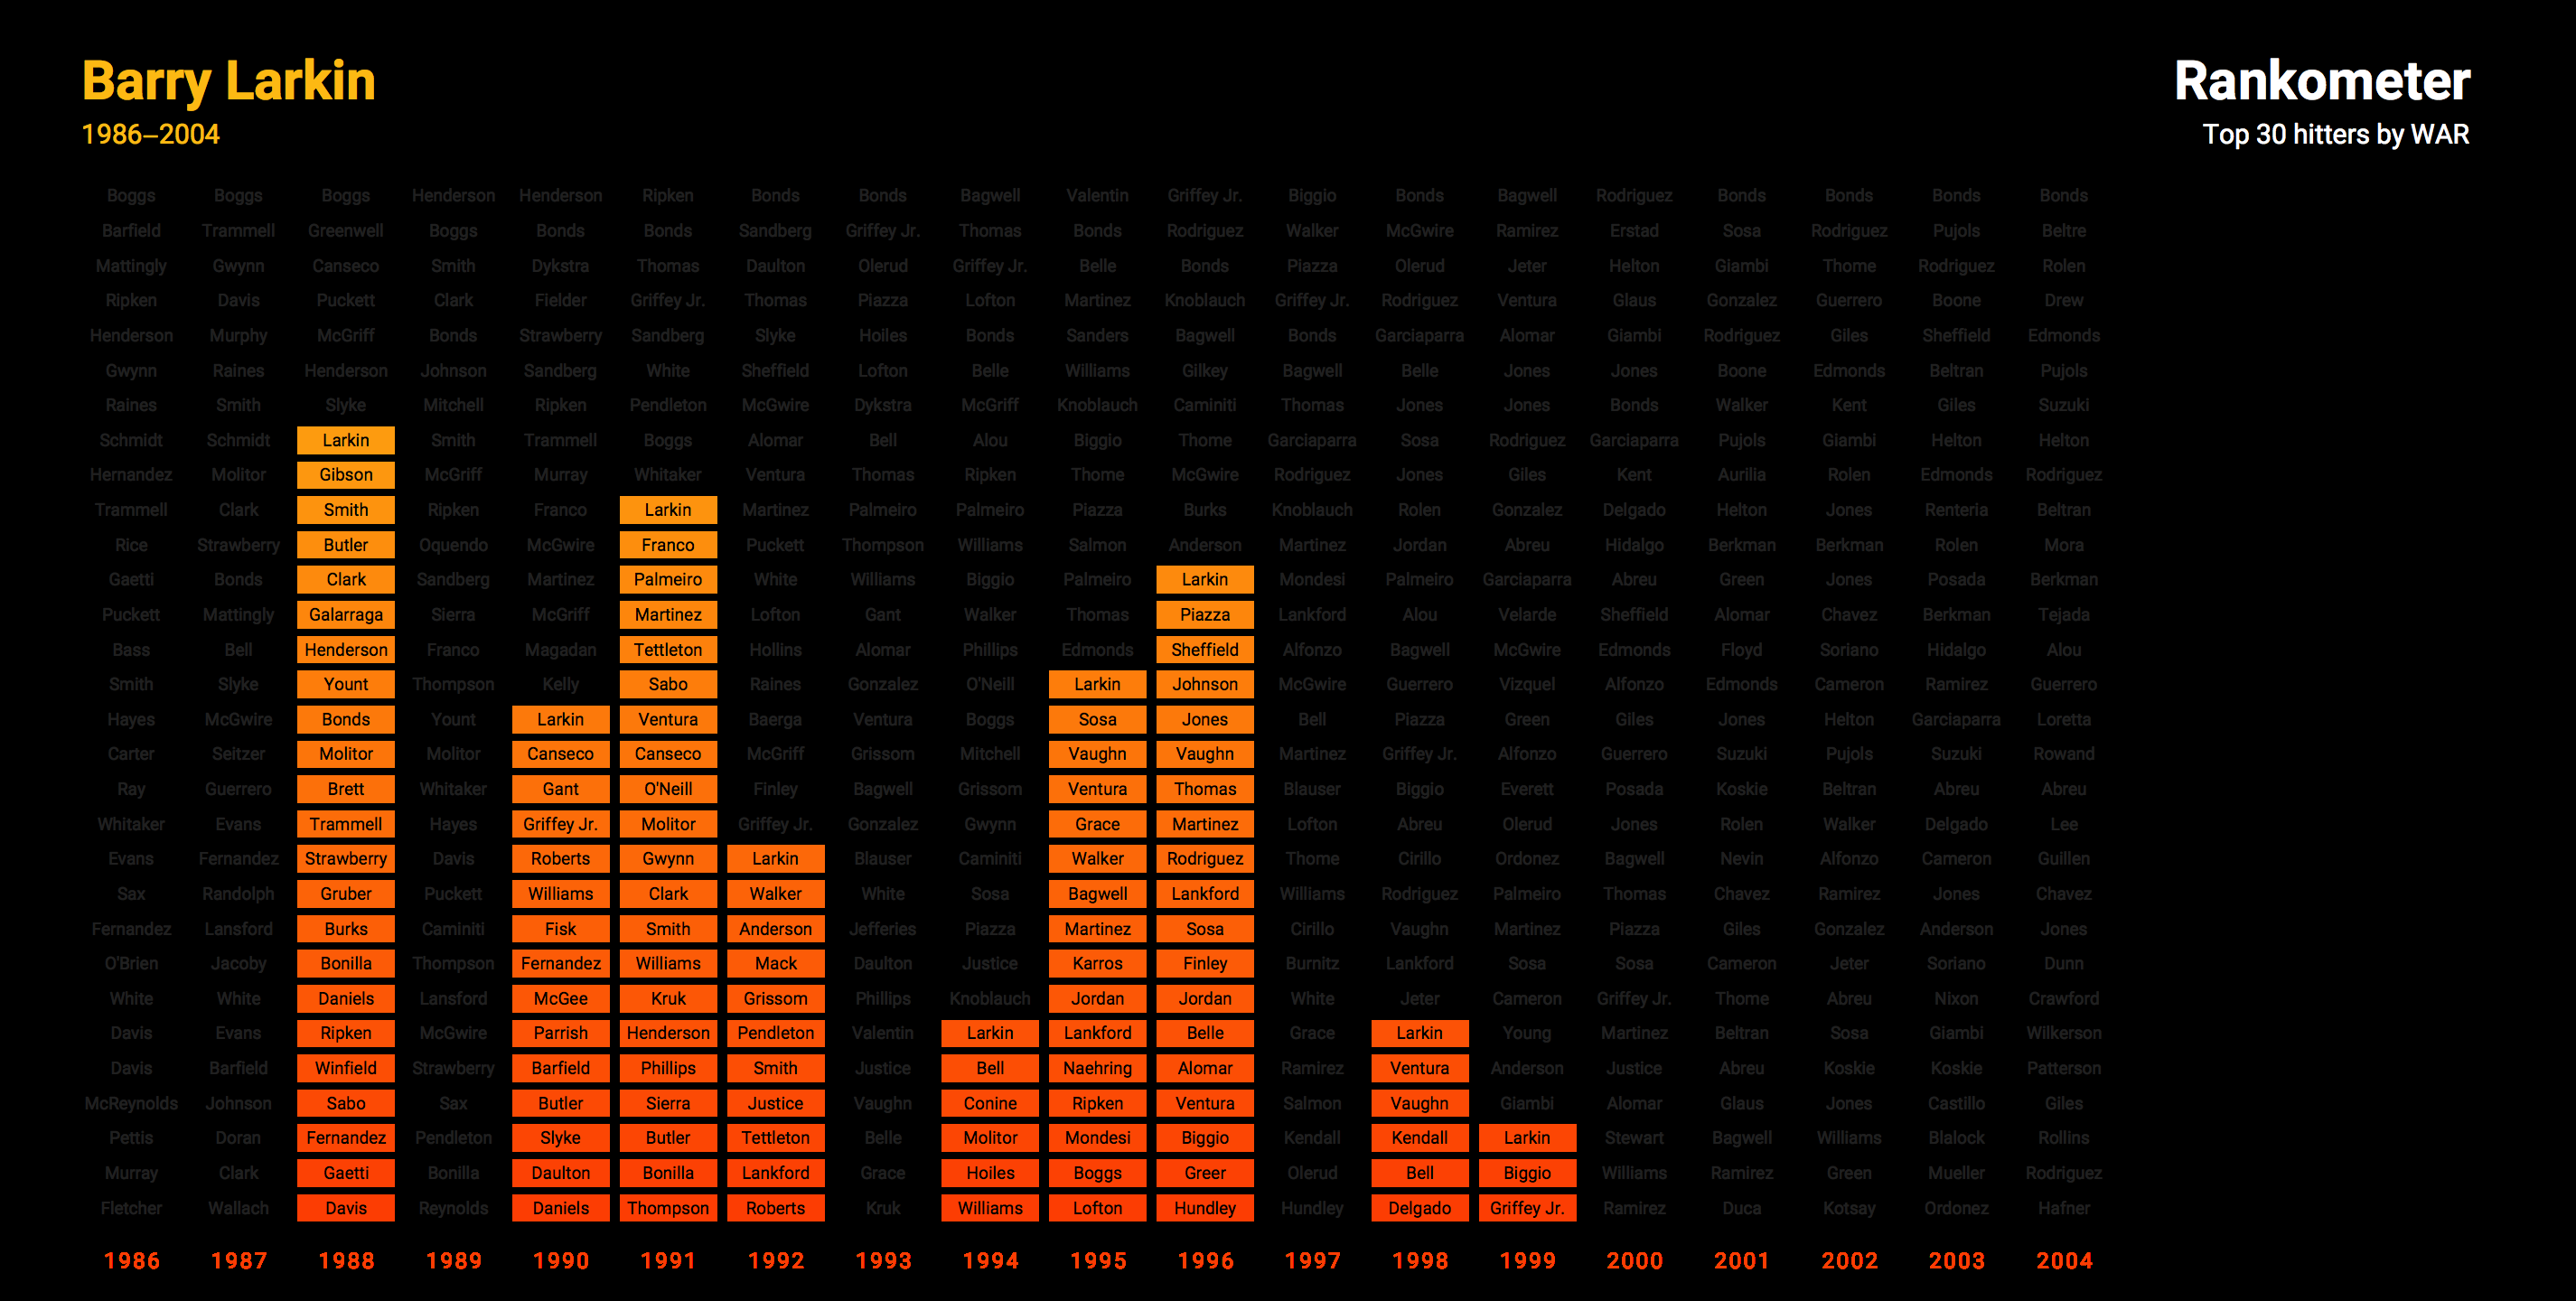 Barry Larkin
1986–2004
Rankometer
Top 30 hitters by WAR
Boggs Boggs Boggs Henderson Henderson Ripken Bonds Bonds Bagwell Valentin Griffey Jr. Biggio Bonds Bagwell Rodriguez Bonds Bonds Bonds Bonds
Barfield Trammell Greenwell Boggs Bonds Bonds Sandberg Griffey Jr. Thomas Bonds Rodriguez Walker McGwire Ramirez Erstad Sosa Rodriguez Pujols Beltre
Mattingly Gwynn Canseco Smith Dykstra Thomas Daulton Olerud Griffey Jr. Belle Bonds Piazza Olerud Jeter Helton Giambi Thome Rodriguez Rolen
Ripken Davis Puckett Clark Fielder Griffey Jr. Thomas Piazza Lofton Martinez Knoblauch Griffey Jr. Rodriguez Ventura Glaus Gonzalez Guerrero Boone Drew
Henderson Murphy McGriff Bonds Strawberry Sandberg Slyke Hoiles Bonds Sanders Bagwell Bonds Garciaparra Alomar Giambi Rodriguez Giles Sheffield Edmonds
Gwynn Raines Henderson Johnson Sandberg White Sheffield Lofton Belle Williams Gilkey Bagwell Belle Jones Jones Boone Edmonds Beltran Pujols
Raines Smith Slyke Mitchell Ripken Pendleton McGwire Dykstra McGriff Knoblauch Caminiti Thomas Jones Jones Bonds Walker Kent Giles Suzuki
Schmidt Schmidt Larkin Smith Trammell Boggs Alomar Bell Alou Biggio Thome Garciaparra Sosa Rodriguez Garciaparra Pujols Giambi Helton Helton
Hernandez Molitor Gibson McGriff Murray Whitaker Ventura Thomas Ripken Thome McGwire Rodriguez Jones Giles Kent Aurilia Rolen Edmonds Rodriguez
Trammell Clark Smith Ripken Franco Larkin Martinez Palmeiro Palmeiro Piazza Burks Knoblauch Rolen Gonzalez Delgado Helton Jones Renteria Beltran
Rice Strawberry Butler Oquendo McGwire Franco Puckett Thompson Williams Salmon Anderson Martinez Jordan Abreu Hidalgo Berkman Berkman Rolen Mora
Gaetti Bonds Clark Sandberg Martinez Palmeiro White Williams Biggio Palmeiro Larkin Mondesi Palmeiro Garciaparra Abreu Green Jones Posada Berkman
Puckett Mattingly Galarraga Sierra McGriff Martinez Lofton Gant Walker Thomas Piazza Lankford Alou Velarde Sheffield Alomar Chavez Berkman Tejada
Bass Bell Henderson Franco Magadan Tettleton Hollins Alomar Phillips Edmonds Sheffield Alfonzo Bagwell McGwire Edmonds Floyd Soriano Hidalgo Alou
Smith Slyke Yount Thompson Kelly Sabo Raines Gonzalez O'Neill Larkin Johnson McGwire Guerrero Vizquel Alfonzo Edmonds Cameron Ramirez Guerrero
Hayes McGwire Bonds Yount Larkin Ventura Baerga Ventura Boggs Sosa Jones Bell Piazza Green Giles Jones Helton Garciaparra Loretta
Carter Seitzer Molitor Molitor Canseco Canseco McGriff Grissom Mitchell Vaughn Vaughn Martinez Griffey Jr. Alfonzo Guerrero Suzuki Pujols Suzuki Rowand
Ray Guerrero Brett Whitaker Gant O'Neill Finley Bagwell Grissom Ventura Thomas Blauser Biggio Everett Posada Koskie Beltran Abreu Abreu
Whitaker Evans Trammell Hayes Griffey Jr. Molitor Griffey Jr. Gonzalez Gwynn Grace Martinez Lofton Abreu Olerud Jones Rolen Walker Delgado Lee
Evans Fernandez Strawberry Davis Roberts Gwynn Larkin Blauser Caminiti Walker Rodriguez Thome Cirillo Ordonez Bagwell Nevin Alfonzo Cameron Guillen
Sax Randolph Gruber Puckett Williams Clark Walker White Sosa Bagwell Lankford Williams Rodriguez Palmeiro Thomas Chavez Ramirez Jones Chavez
Fernandez Lansford Burks Caminiti Fisk Smith Anderson Jefferies Piazza Martinez Sosa Cirillo Vaughn Martinez Piazza Giles Gonzalez Anderson Jones
O'Brien Jacoby Bonilla Thompson Fernandez Williams Mack Daulton Justice Karros Finley Burnitz Lankford Sosa Sosa Cameron Jeter Soriano Dunn
White White Daniels Lansford McGee Kruk Grissom Phillips Knoblauch Jordan Jordan White Jeter Cameron Griffey Jr. Thome Abreu Nixon Crawford
Davis Evans Ripken McGwire Parrish Henderson Pendleton Valentin Larkin Lankford Belle Grace Larkin Young Martinez Beltran Sosa Giambi Wilkerson
Davis Barfield Winfield Strawberry Barfield Phillips Smith Justice Bell Naehring Alomar Ramirez Ventura Anderson Justice Abreu Koskie Koskie Patterson
McReynolds Johnson Sabo Sax Butler Sierra Justice Vaughn Conine Ripken Ventura Salmon Vaughn Giambi Alomar Glaus Jones Castillo Giles
Pettis Doran Fernandez Pendleton Slyke Butler Tettleton Belle Molitor Mondesi Biggio Kendall Kendall Larkin Stewart Bagwell Williams Blalock Rollins
Murray Clark Gaetti Bonilla Daulton Bonilla Lankford Grace Hoiles Boggs Greer Olerud Bell Biggio Williams Ramirez Green Mueller Rodriguez
Fletcher Wallach Davis Reynolds Daniels Thompson Roberts Kruk Williams Lofton Hundley Hundley Delgado Griffey Jr. Ramirez Duca Kotsay Ordonez Hafner
1986 1987 1988 1989 1990 1991 1992 1993 1994 1995 1996 1997 1998 1999 2000 2001 2002 2003 2004